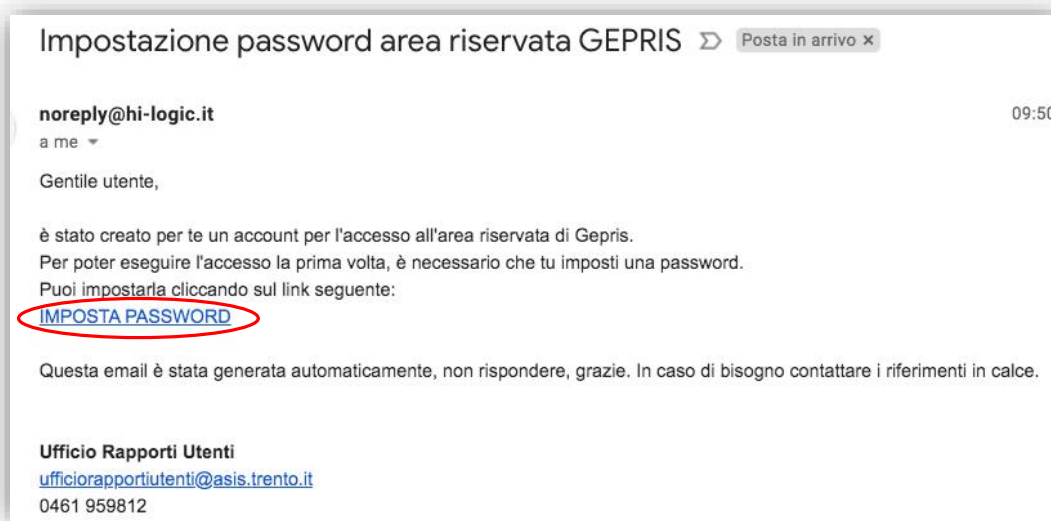 Impostazione password area riservata GEPRIS Posta in arrivo ×
noreply@hi-logic.it 09:50
a me
Gentile utente,
è stato creato per te un account per l'accesso all'area riservata di Gepris.
Per poter eseguire l'accesso la prima volta, è necessario che tu imposti una password.
Puoi impostarla cliccando sul link seguente:
IMPOSTA PASSWORD
Questa email è stata generata automaticamente, non rispondere, grazie. In caso di bisogno contattare i riferimenti in calce.
Ufficio Rapporti Utenti
ufficiorapportiutenti@asis.trento.it
0461 959812